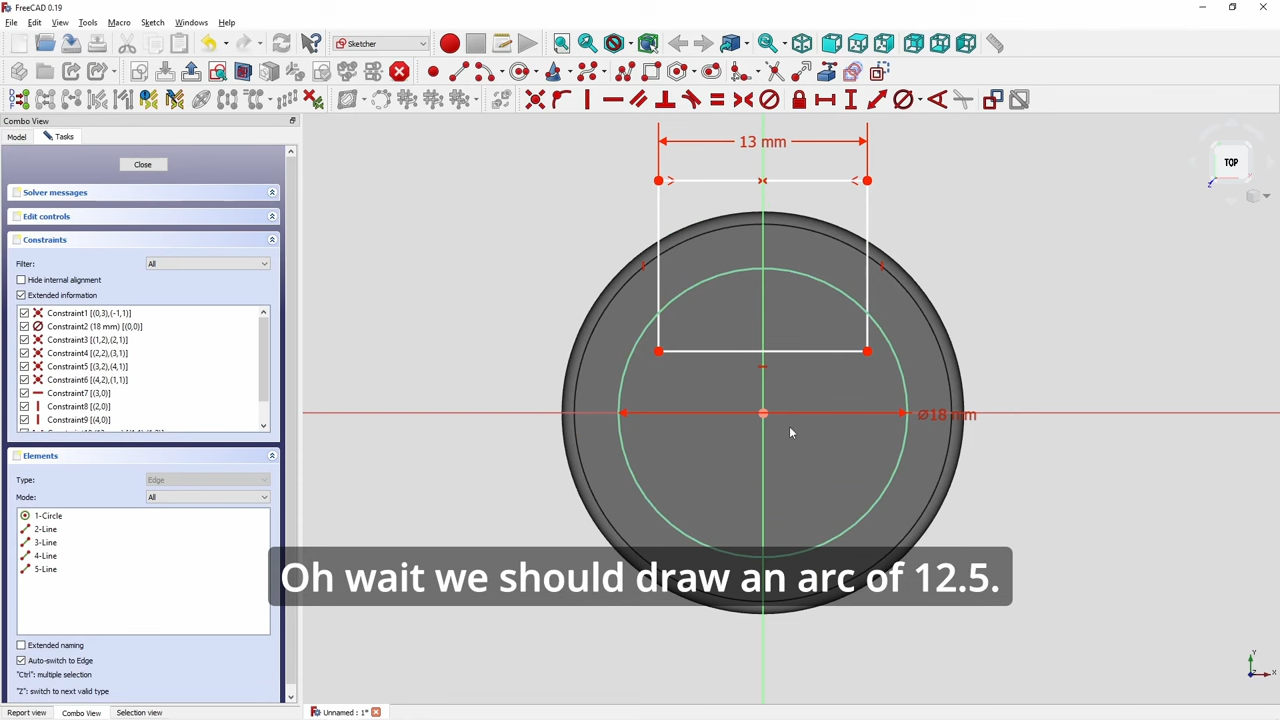 FreeCAD 0.19
File Edit View Tools Macro Sketch Windows Help
Sketcher
Combo View
Model Tasks
Close
Solver messages
Edit controls
Constraints
Filter: All
Hide internal alignment
Extended information
Constraint1 [(0,3),(-1,1)]
Constraint2 (18 mm) [(0,0)]
Constraint3 [(1,2),(2,1)]
Constraint4 [(2,2),(3,1)]
Constraint5 [(3,2),(4,1)]
Constraint6 [(4,2),(1,1)]
Constraint7 [(4,0)]
Constraint8 [(2,0)]
Constraint9 [(4,0)]
Elements
Type: Edge
Mode: All
1-Circle
2-Line
3-Line
4-Line
5-Line
Extended naming
Auto-switch to Edge
"Ctrl": multiple selection
"Z": switch to next valid type
Report view Combo View Selection view
13 mm
TOP
⌀18 mm
Oh wait we should draw an arc of 12.5.
Y
X
Unnamed : 1*